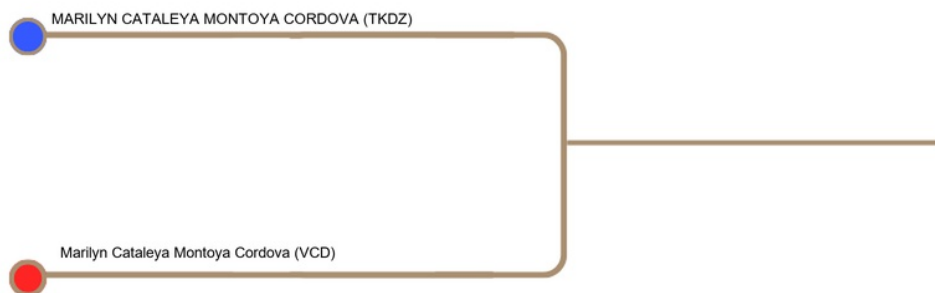 MARILYN CATALEYA MONTOYA CORDOVA (TKDZ)
Marilyn Cataleya Montoya Cordova (VCD)